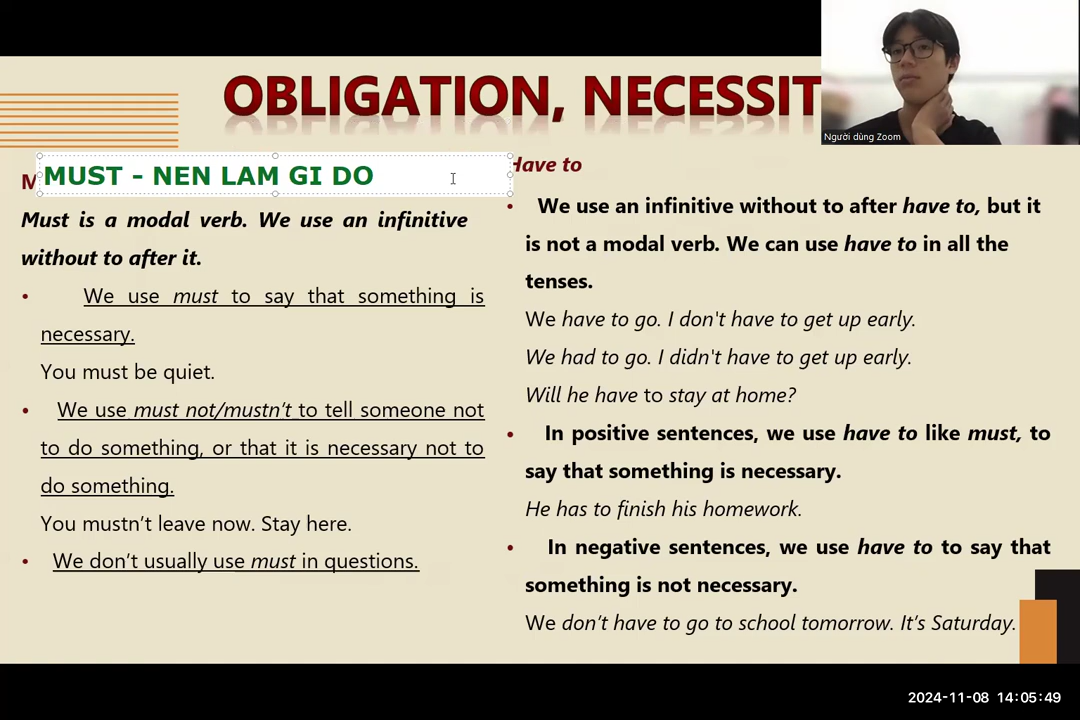 OBLIGATION, NECESSIT
Người dùng Zoom
MUST - NEN LAM GI DO
Must is a modal verb. We use an infinitive
without to after it.
• We use must to say that something is
necessary.
You must be quiet.
• We use must not/mustn’t to tell someone not
to do something, or that it is necessary not to
do something.
You mustn’t leave now. Stay here.
• We don’t usually use must in questions.
Have to
• We use an infinitive without to after have to, but it
is not a modal verb. We can use have to in all the
tenses.
We have to go. I don't have to get up early.
We had to go. I didn't have to get up early.
Will he have to stay at home?
• In positive sentences, we use have to like must, to
say that something is necessary.
He has to finish his homework.
• In negative sentences, we use have to to say that
something is not necessary.
We don’t have to go to school tomorrow. It’s Saturday.
2024-11-08 14:05:49